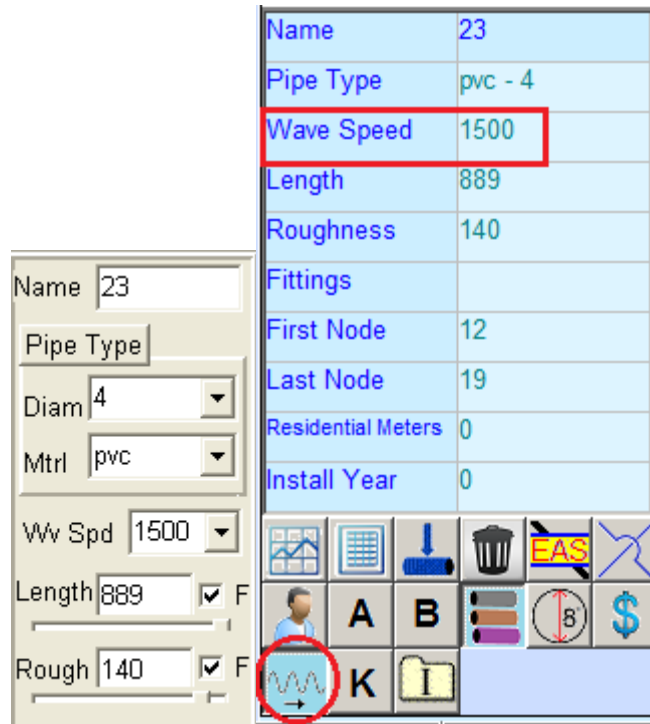 Name 23
Pipe Type
Diam 4
Mtrl pvc
Wv Spd 1500
Length 889 F
Rough 140 F
Name 23
Pipe Type pvc - 4
Wave Speed 1500
Length 889
Roughness 140
Fittings
First Node 12
Last Node 19
Residential Meters 0
Install Year 0
EAS
A B 8"
$
K I